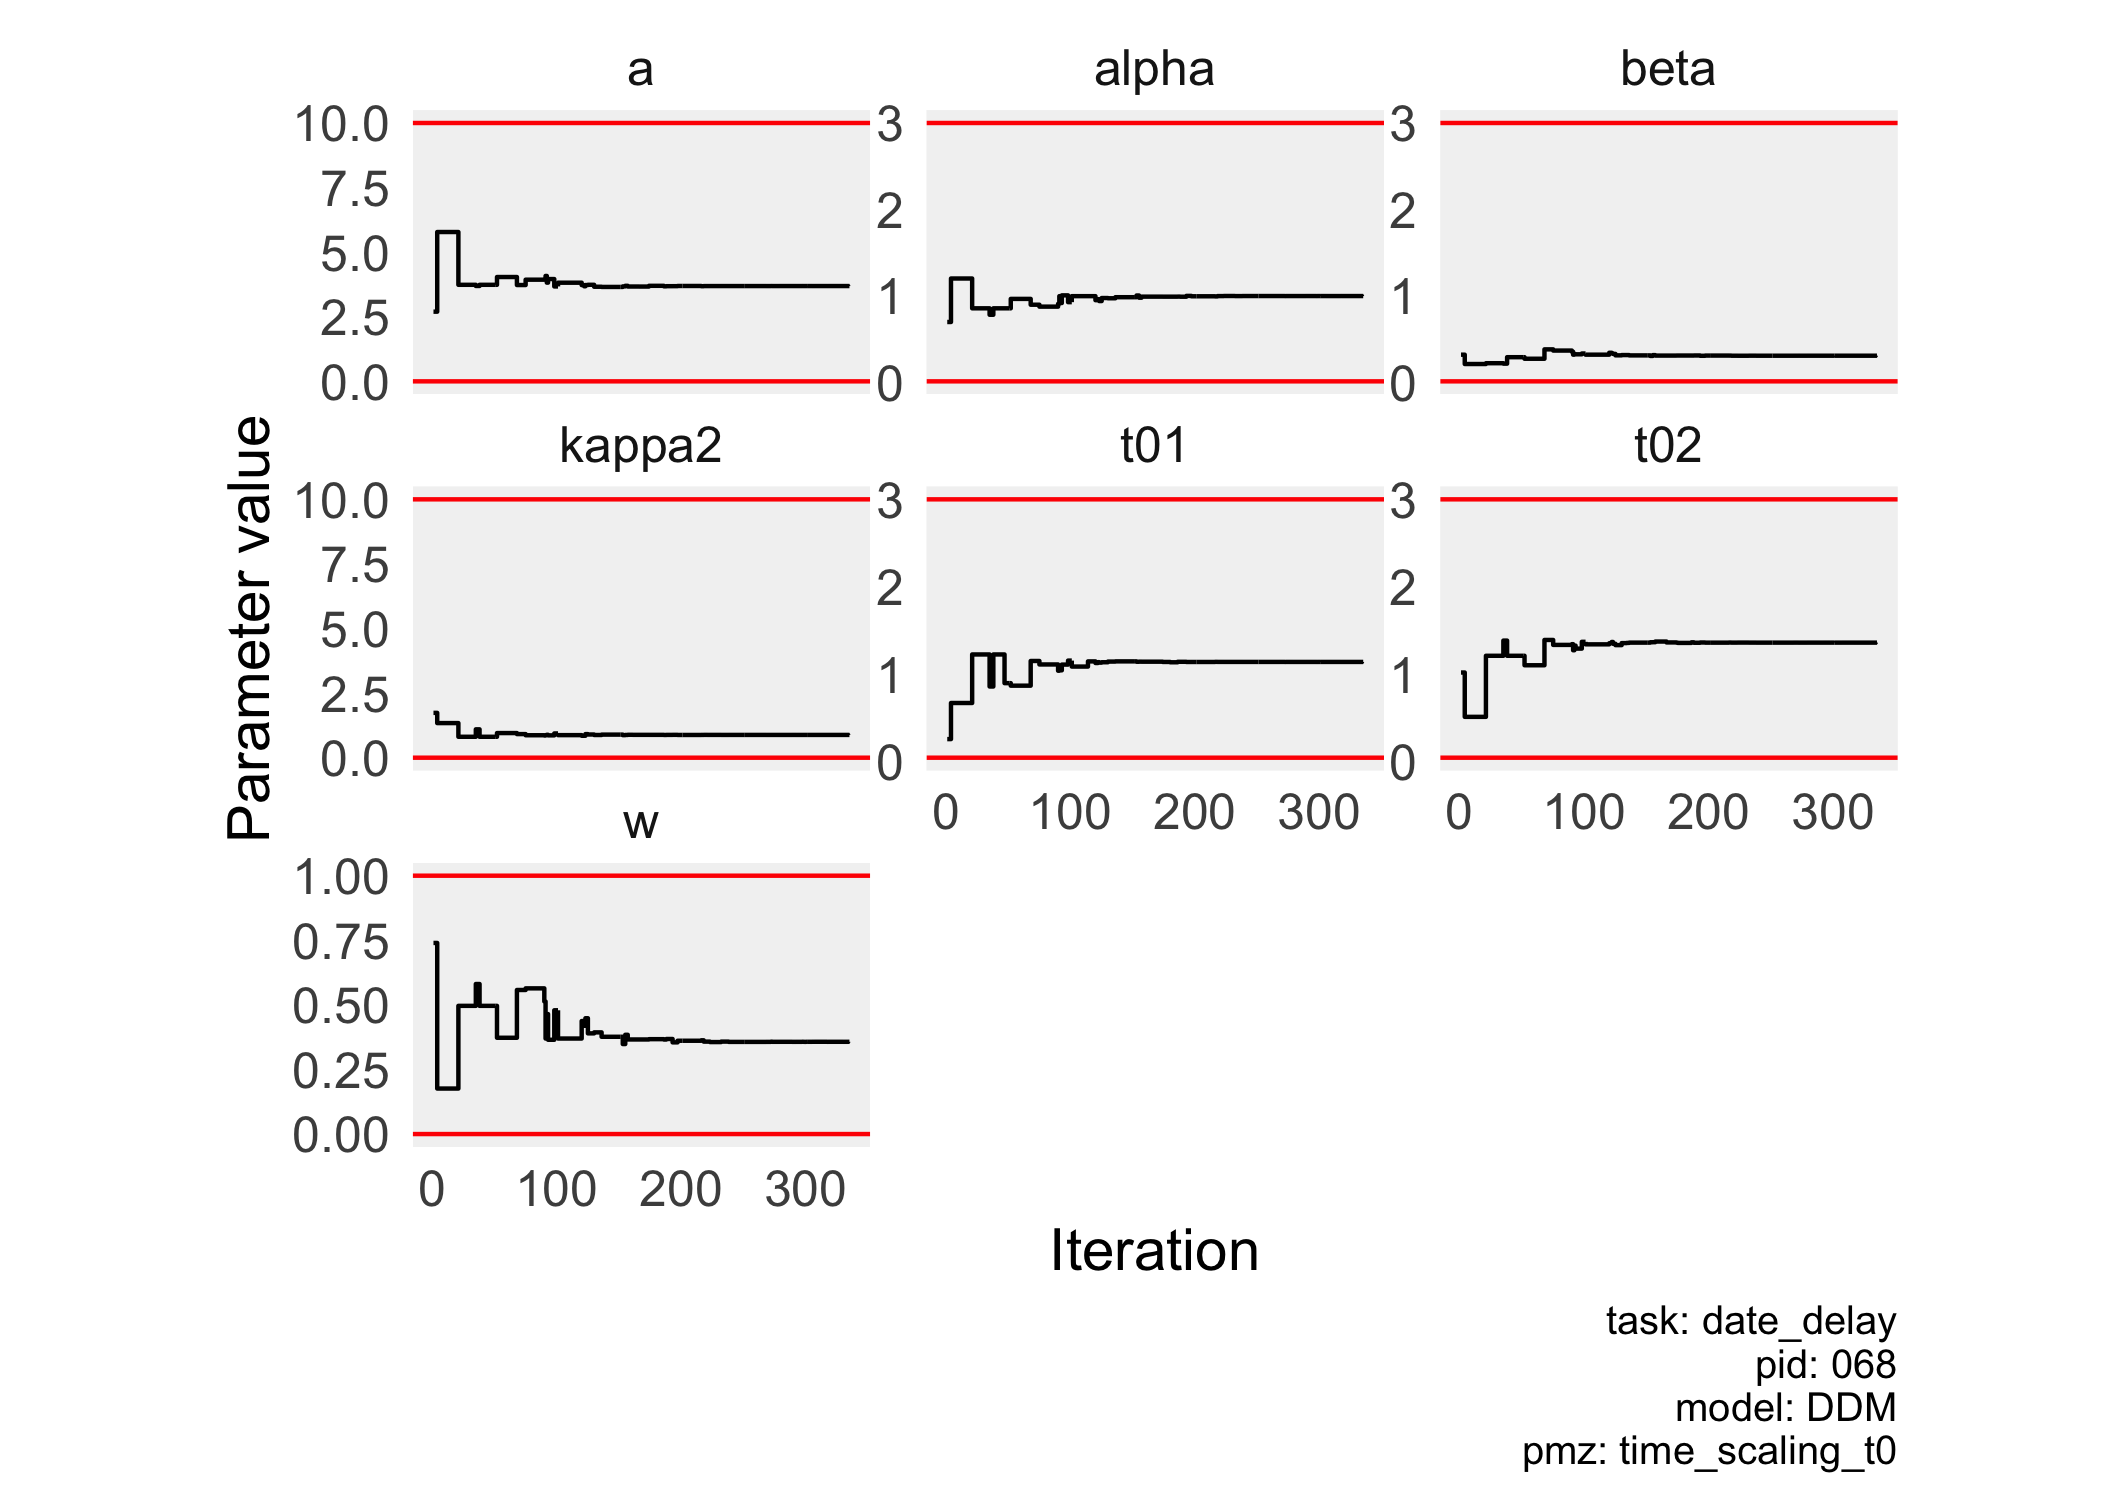 a alpha beta
10.0 3 3
7.5
2 2
5.0
1 1
2.5
0.0 0 0
kappa2 t01 t02
10.0 3 3
7.5
2 2
5.0
1 1
2.5
0.0 0 0
0 100 200 300 0 100 200 300
w
1.00
0.75
0.50
0.25
0.00
0 100 200 300
Parameter value
Iteration
task: date_delay
pid: 068
model: DDM
pmz: time_scaling_t0